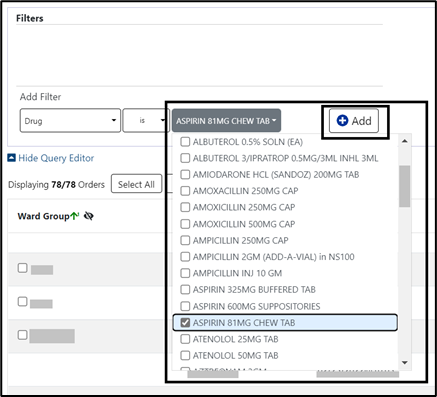 Filters
Add Filter
Drug is ASPIRIN 81MG CHEW TAB Add
ALBUTEROL 0.5% SOLN (EA)
Hide Query Editor
ALBUTEROL 3/IPRATROP 0.5MG/3ML INHL 3ML
AMIODARONE HCL (SANDOZ) 200MG TAB
Displaying 78/78 Orders Select All
AMOXACILLIN 250MG CAP
AMOXICILLIN 250MG CAP
Ward Group
AMOXICILLIN 500MG CAP
AMPICILLIN 250MG CAP
AMPICILLIN 2GM (ADD-A-VIAL) in NS100
AMPICILLIN INJ 10 GM
ASPIRIN 325MG BUFFERED TAB
ASPIRIN 600MG SUPPOSITORIES
ASPIRIN 81MG CHEW TAB
ATENOLOL 25MG TAB
ATENOLOL 50MG TAB